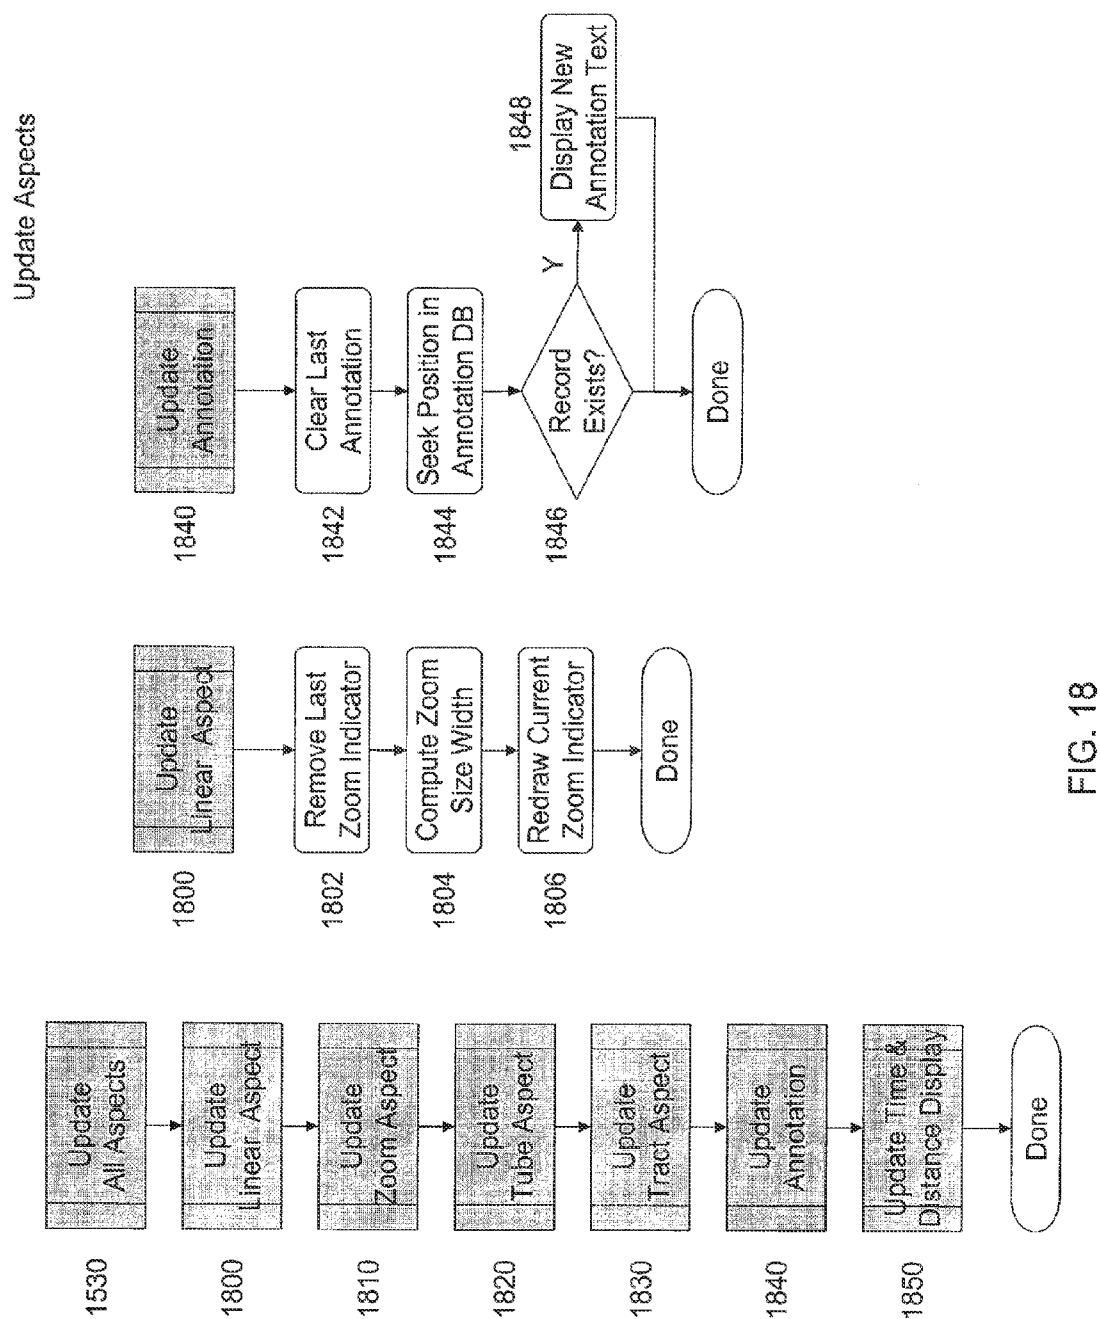 Update Aspects
1530
Update
All Aspects
1800
Update
Linear Aspect
1810
Update
Zoom Aspect
1820
Update
Tube Aspect
1830
Update
Tract Aspect
1840
Update
Annotation
1850
Update Time &
Distance Display
Done
1800
Update
Linear Aspect
1802
Remove Last
Zoom Indicator
1804
Compute Zoom
Size Width
1806
Redraw Current
Zoom Indicator
Done
1840
Update
Annotation
1842
Clear Last
Annotation
1844
Seek Position in
Annotation DB
1846
Record
Exists?
Y
1848
Display New
Annotation Text
Done
FIG. 18